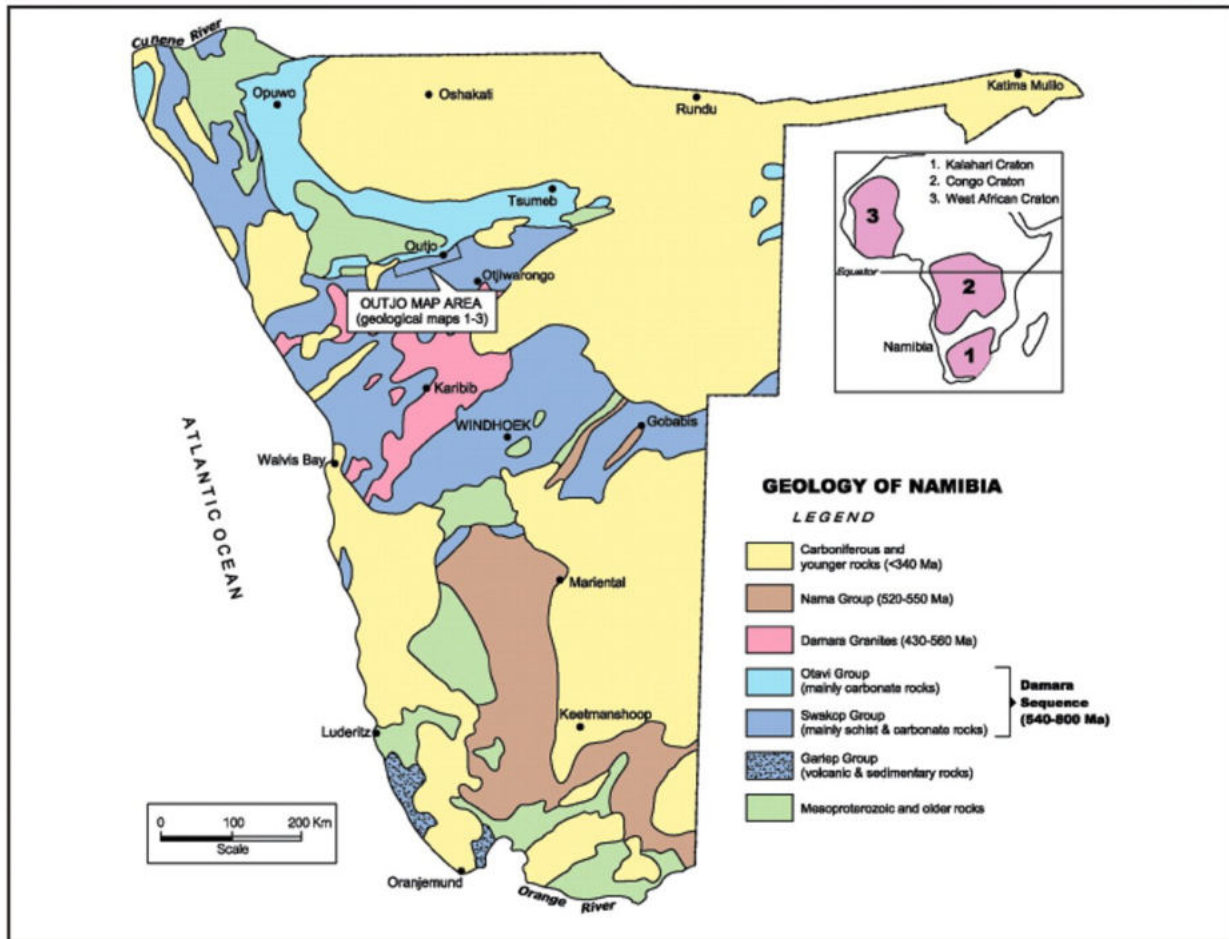 Cunene River
Opuwo
Oshakati
Rundu
Katima Mulilo
Tsumeb
Outjo
Otjiwarongo
OUTJO MAP AREA
(geological maps 1-3)
Karibib
WINDHOEK
Gobabis
Walvis Bay
ATLANTIC OCEAN
Mariental
Keetmanshoop
Luderitz
Oranjemund
Orange River
0 100 200 Km
Scale
1. Kalahari Craton
2. Congo Craton
3. West African Craton
3
Equator
2
Namibia
1
GEOLOGY OF NAMIBIA
LEGEND
Carboniferous and
younger rocks (<340 Ma)
Nama Group (520-550 Ma)
Damara Granites (430-560 Ma)
Otavi Group
(mainly carbonate rocks)
Swakop Group
(mainly schist & carbonate rocks)
Damara
Sequence
(540-800 Ma)
Gariep Group
(volcanic & sedimentary rocks)
Mesoproterozoic and older rocks